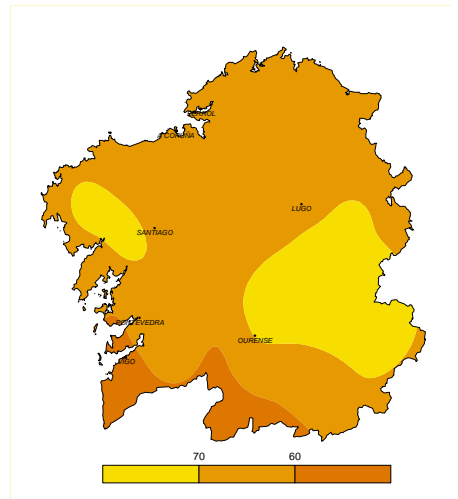 FERROL
A CORUÑA
LUGO
SANTIAGO
PONTEVEDRA
OURENSE
VIGO
70 60